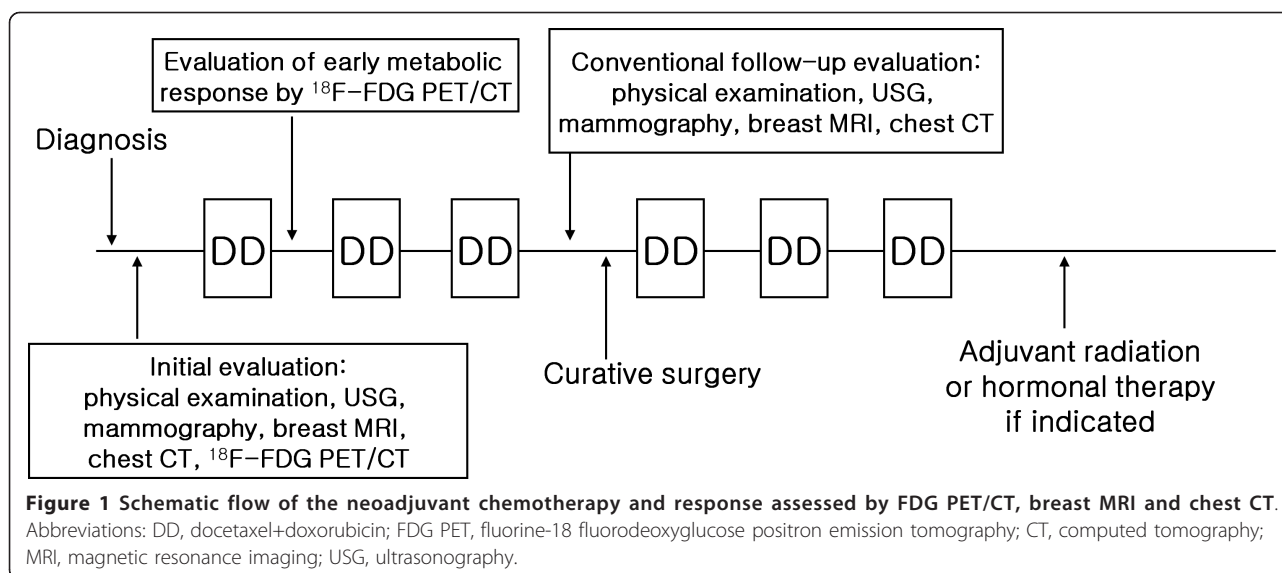 Evaluation of early metabolic
response by ¹⁸F-FDG PET/CT
Conventional follow-up evaluation:
physical examination, USG,
mammography, breast MRI, chest CT
Diagnosis
DD DD DD DD DD DD
Initial evaluation:
physical examination, USG,
mammography, breast MRI,
chest CT, ¹⁸F-FDG PET/CT
Curative surgery
Adjuvant radiation
or hormonal therapy
if indicated
Figure 1 Schematic flow of the neoadjuvant chemotherapy and response assessed by FDG PET/CT, breast MRI and chest CT.
Abbreviations: DD, docetaxel+doxorubicin; FDG PET, fluorine-18 fluorodeoxyglucose positron emission tomography; CT, computed tomography;
MRI, magnetic resonance imaging; USG, ultrasonography.